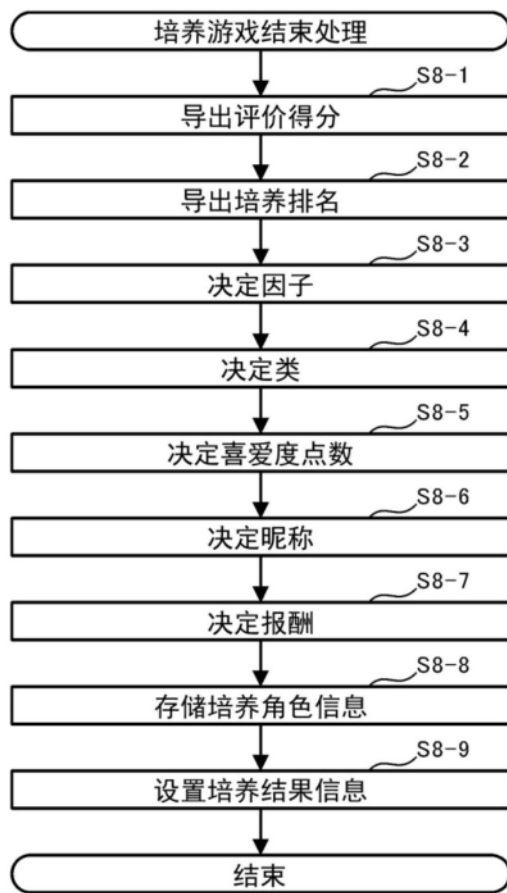 培养游戏结束处理
S8-1
导出评价得分
S8-2
导出培养排名
S8-3
决定因子
S8-4
决定类
S8-5
决定喜爱度点数
S8-6
决定昵称
S8-7
决定报酬
S8-8
存储培养角色信息
S8-9
设置培养结果信息
结束